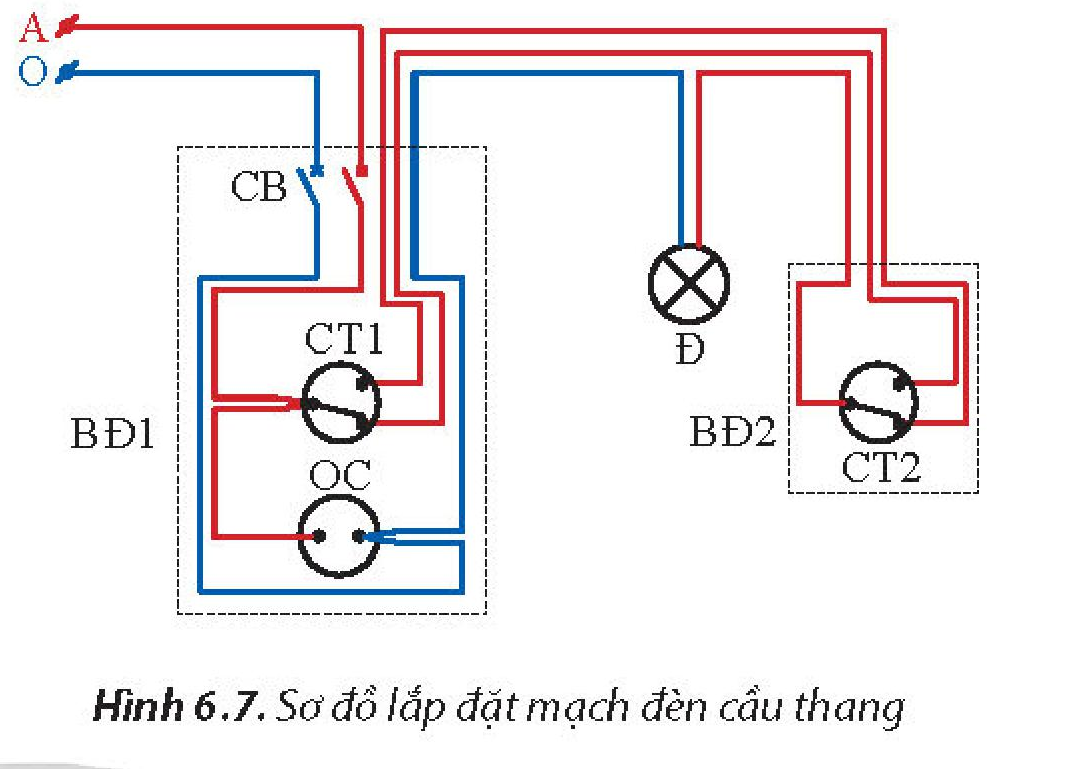 A
O
CB
CT1
BĐ1
OC
Đ
BĐ2
CT2
Hình 6.7. Sơ đồ lắp đặt mạch đèn cầu thang